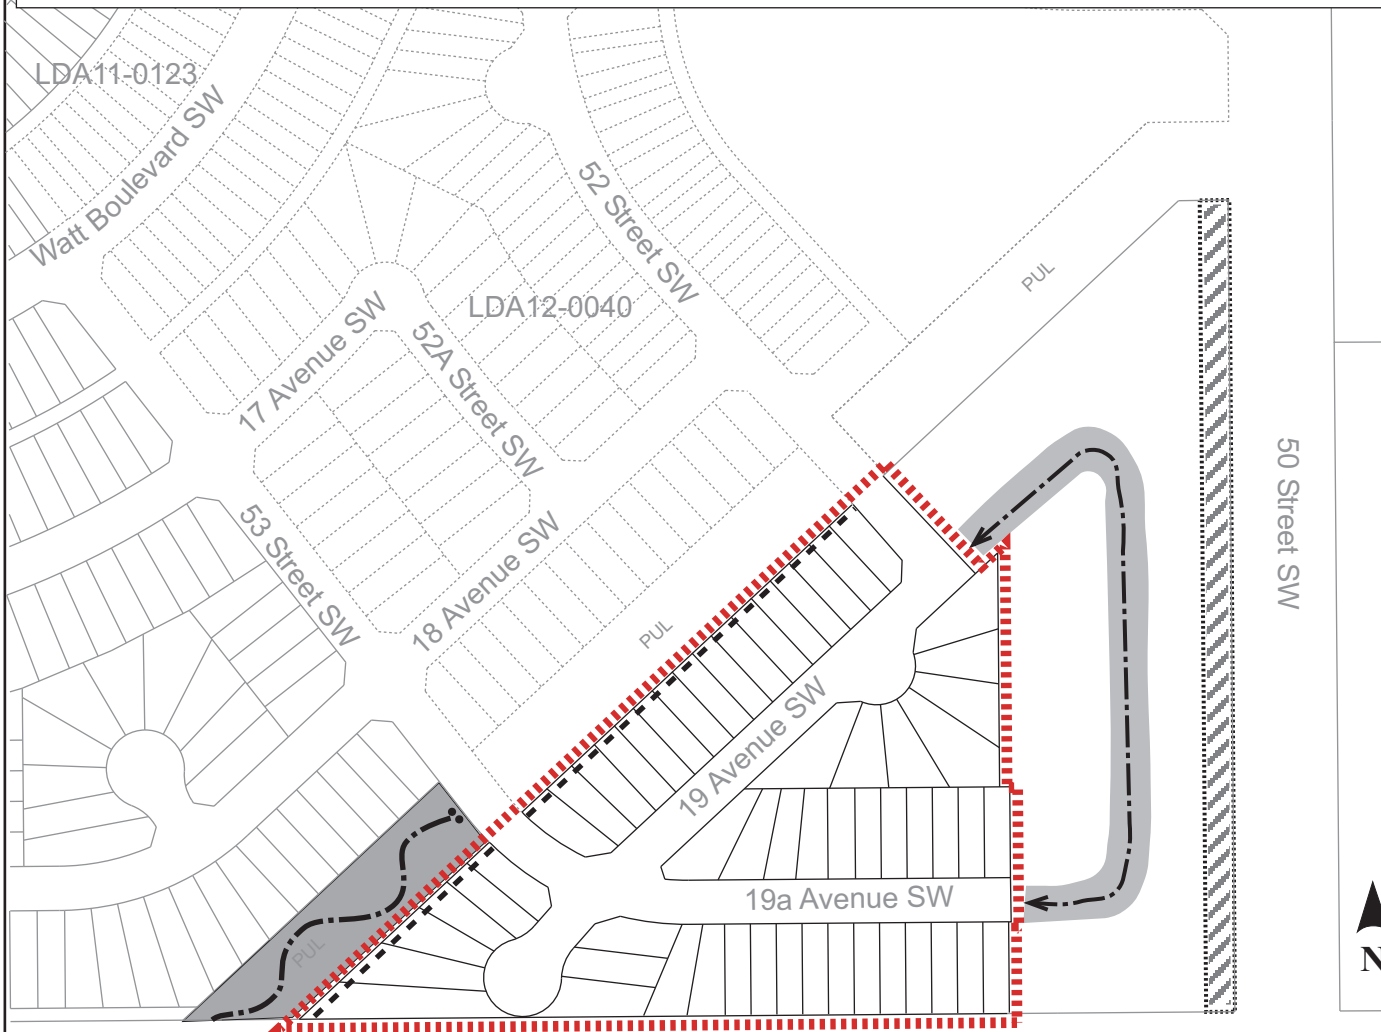 LDA11-0123
Watt Boulevard SW
52 Street SW
PUL
LDA12-0040
17 Avenue SW
52A Street SW
50 Street SW
53 Street SW
18 Avenue SW
PUL
19 Avenue SW
19a Avenue SW
PUL
N